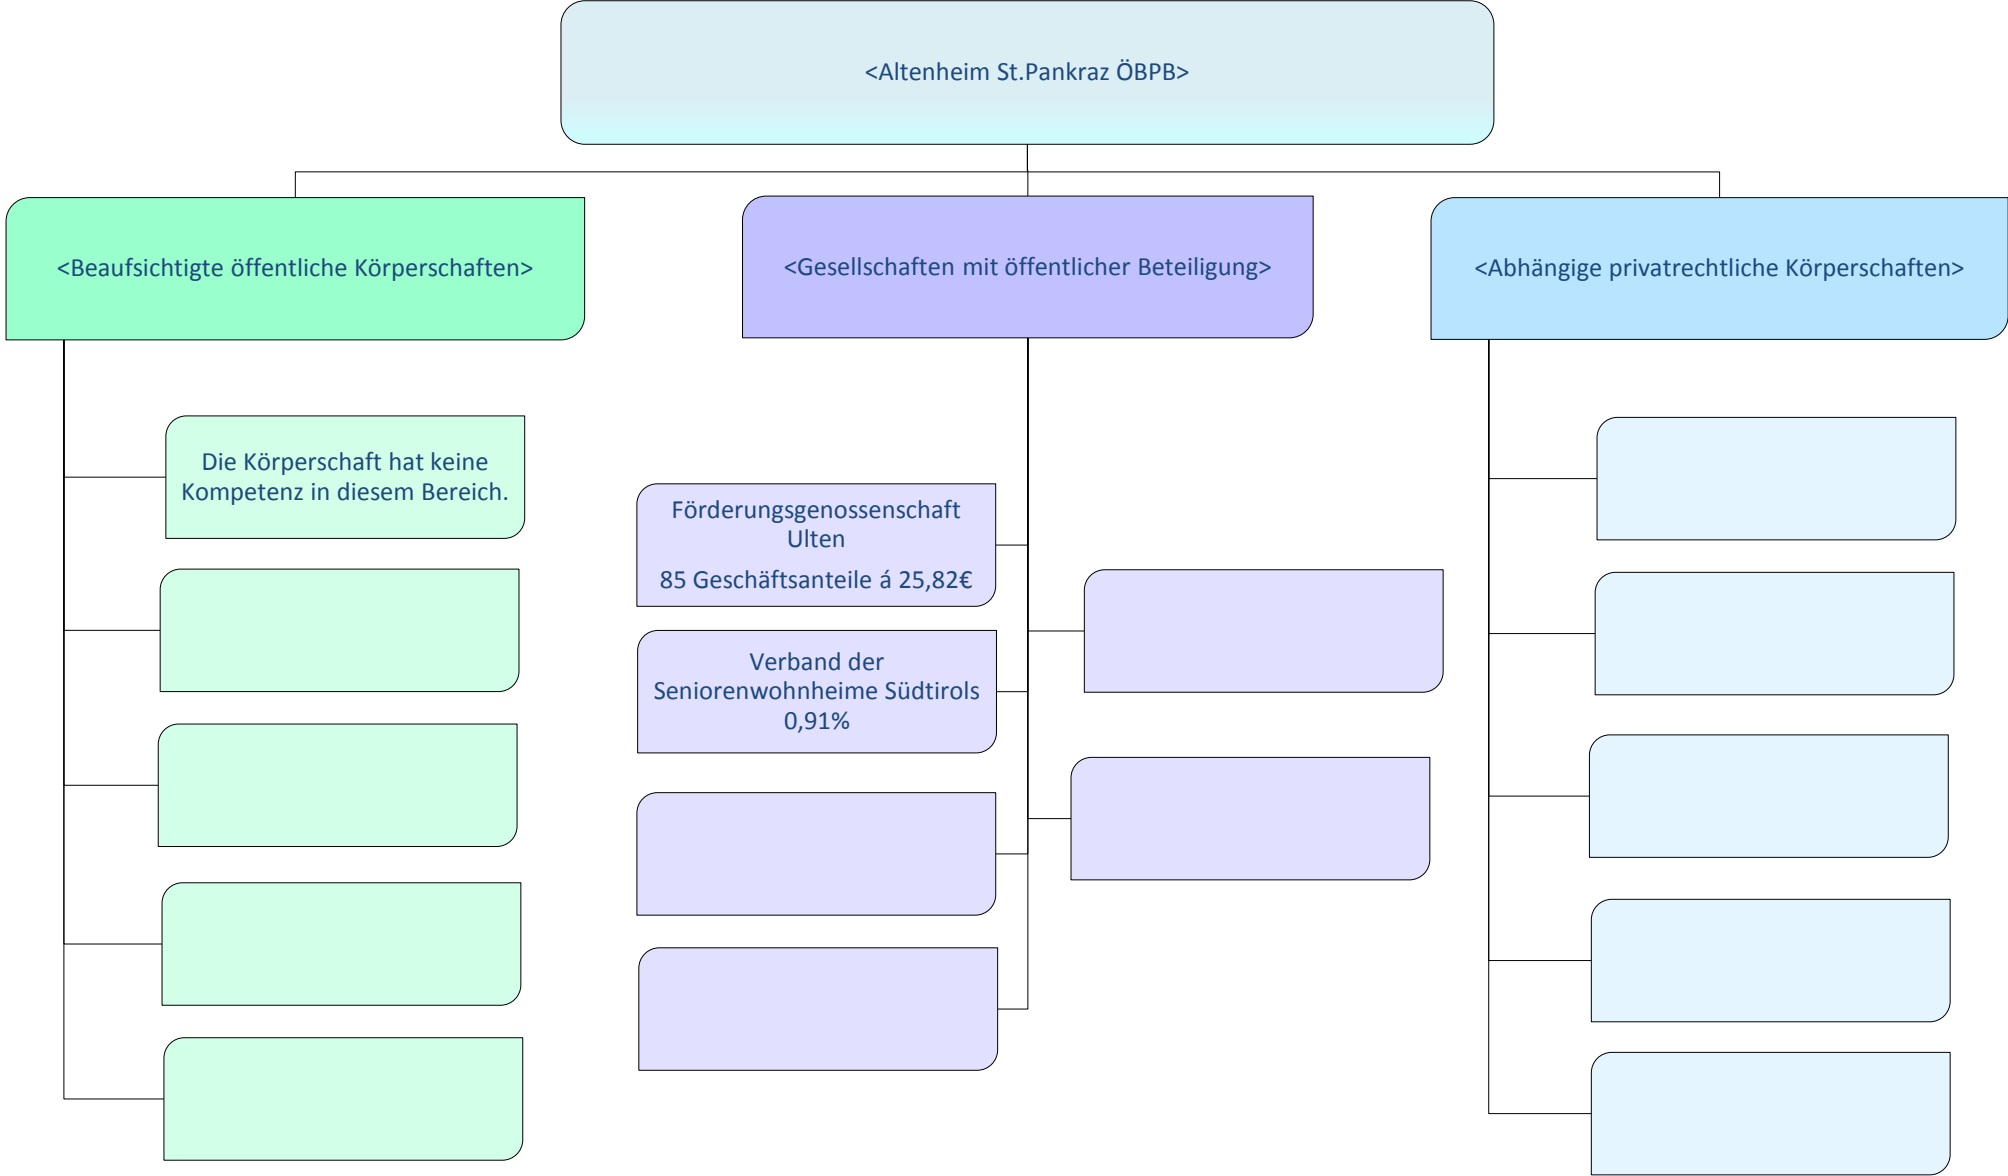 <Altenheim St.Pankraz ÖBPB>
<Beaufsichtigte öffentliche Körperschaften>
<Gesellschaften mit öffentlicher Beteiligung>
<Abhängige privatrechtliche Körperschaften>
Die Körperschaft hat keine
Kompetenz in diesem Bereich.
Förderungsgenossenschaft
Ulten
85 Geschäftsanteile á 25,82€
Verband der
Seniorenwohnheime Südtirols
0,91%